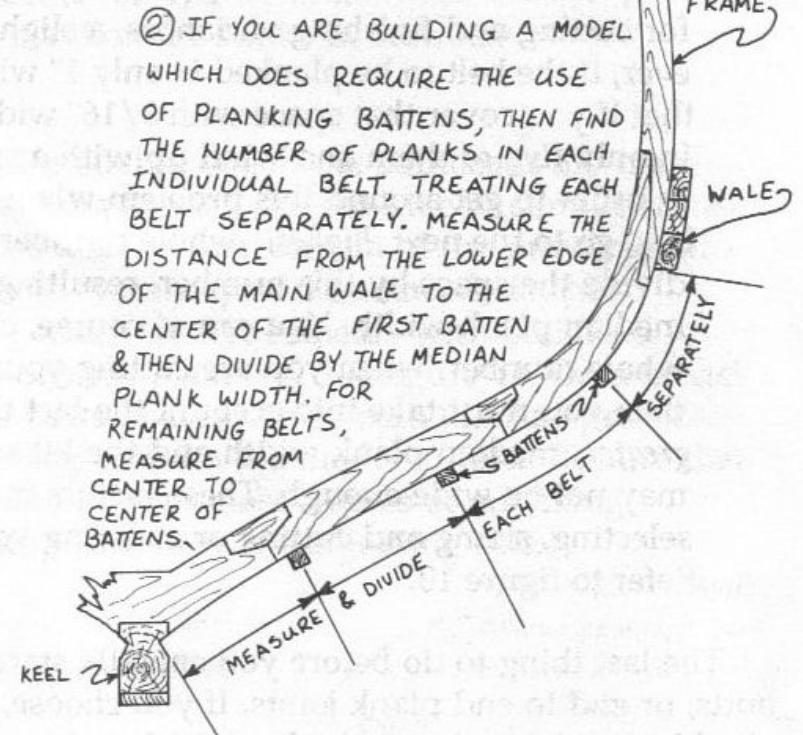 FRAME
② IF YOU ARE BUILDING A MODEL
WHICH DOES REQUIRE THE USE
OF PLANKING BATTENS, THEN FIND
THE NUMBER OF PLANKS IN EACH
INDIVIDUAL BELT, TREATING EACH
BELT SEPARATELY. MEASURE THE
DISTANCE FROM THE LOWER EDGE
OF THE MAIN WALE TO THE
CENTER OF THE FIRST BATTEN
& THEN DIVIDE BY THE MEDIAN
PLANK WIDTH. FOR
REMAINING BELTS,
MEASURE FROM
CENTER TO
CENTER OF
BATTENS.
WALE
BATTENS
KEEL
MEASURE & DIVIDE EACH BELT SEPARATELY